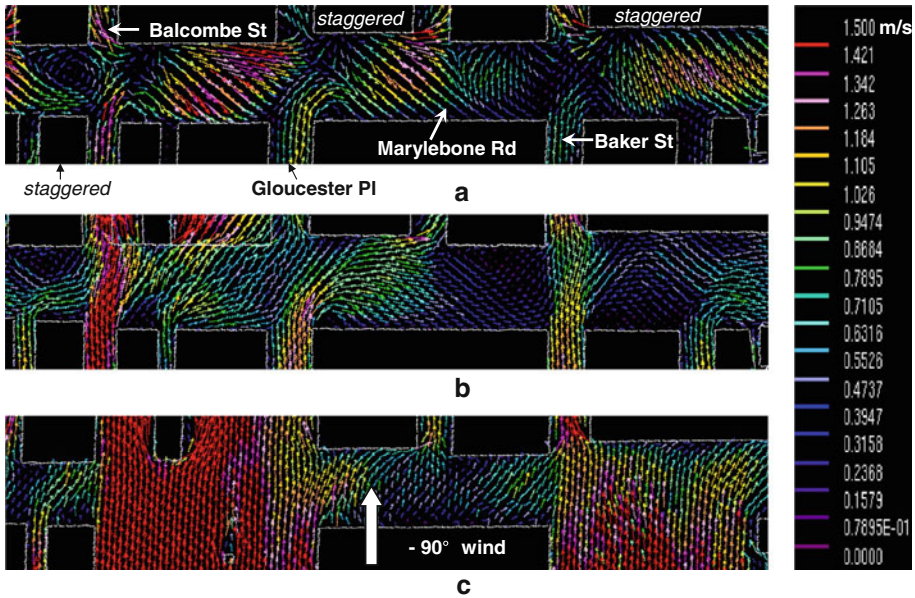 staggered
staggered
Balcombe St
Marylebone Rd
Baker St
staggered
Gloucester Pl
a
b
- 90° wind
c
1.500 m/s
1.421
1.342
1.263
1.184
1.105
1.026
0.9474
0.8684
0.7895
0.7105
0.6316
0.5526
0.4737
0.3947
0.3158
0.2368
0.1579
0.7895E-01
0.0000